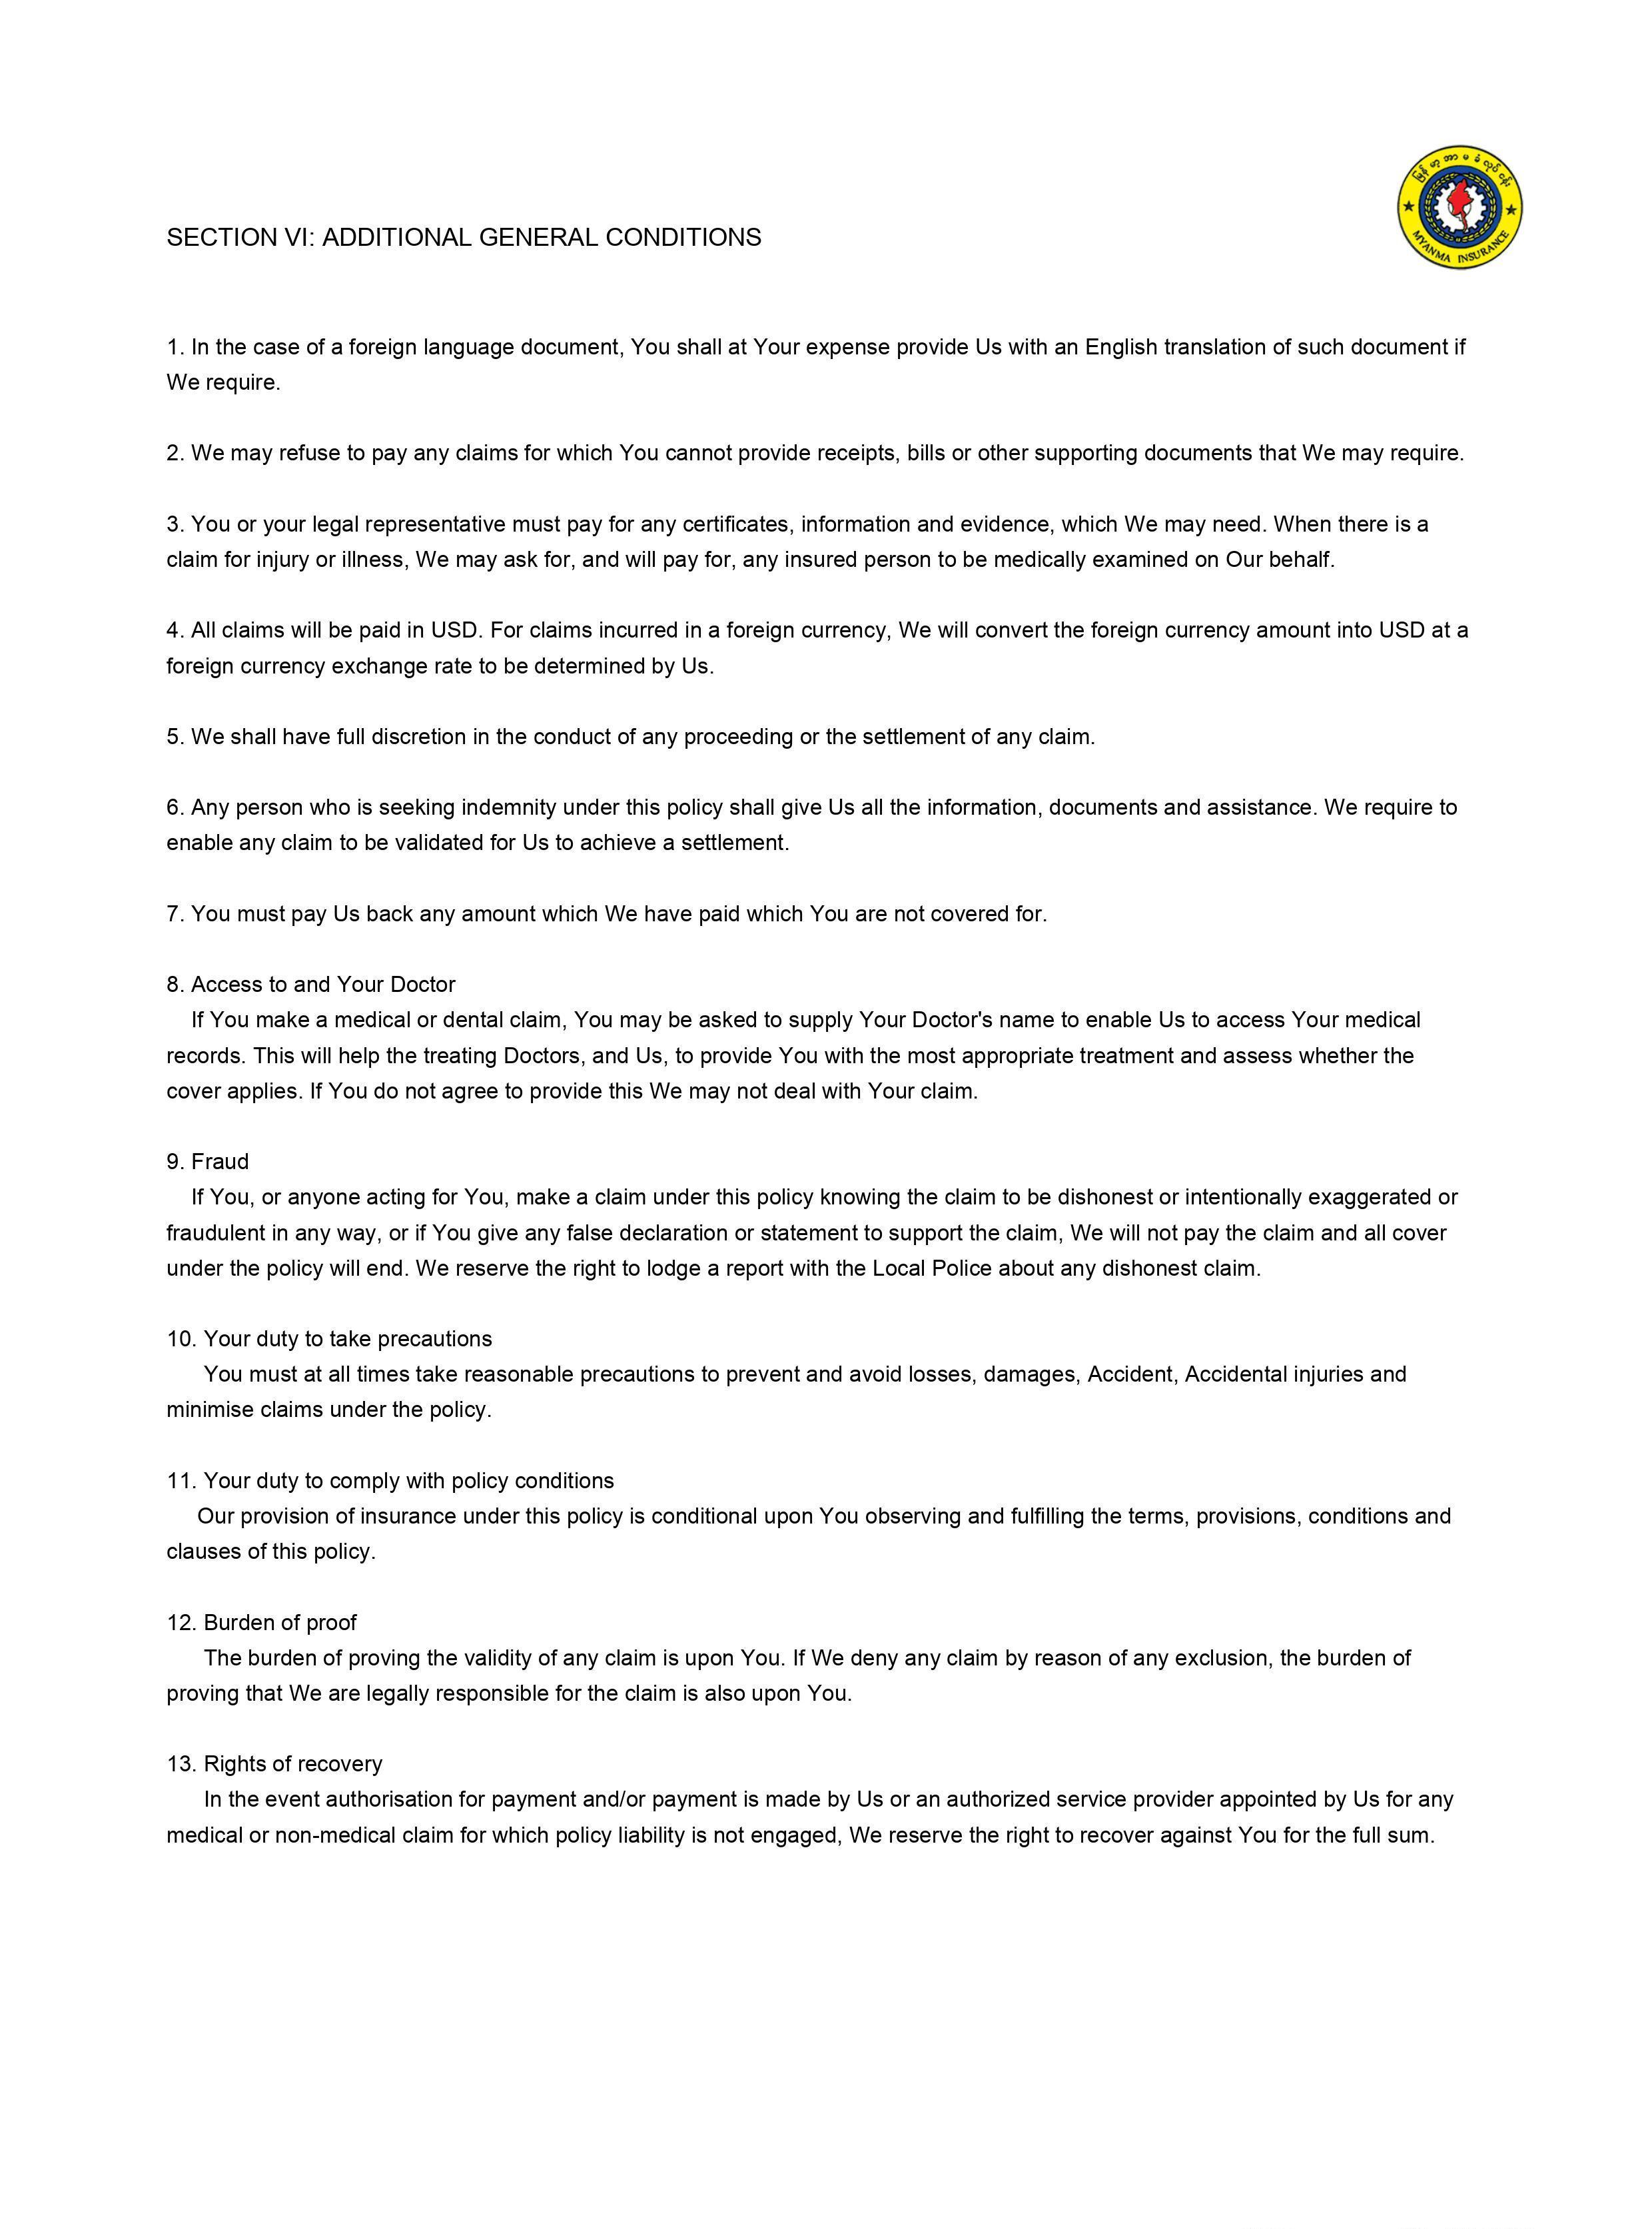 မြန်မာ့အာမခံလုပ်ငန်း
MYANMA INSURANCE
SECTION VI: ADDITIONAL GENERAL CONDITIONS
1. In the case of a foreign language document, You shall at Your expense provide Us with an English translation of such document if
We require.
2. We may refuse to pay any claims for which You cannot provide receipts, bills or other supporting documents that We may require.
3. You or your legal representative must pay for any certificates, information and evidence, which We may need. When there is a
claim for injury or illness, We may ask for, and will pay for, any insured person to be medically examined on Our behalf.
4. All claims will be paid in USD. For claims incurred in a foreign currency, We will convert the foreign currency amount into USD at a
foreign currency exchange rate to be determined by Us.
5. We shall have full discretion in the conduct of any proceeding or the settlement of any claim.
6. Any person who is seeking indemnity under this policy shall give Us all the information, documents and assistance. We require to
enable any claim to be validated for Us to achieve a settlement.
7. You must pay Us back any amount which We have paid which You are not covered for.
8. Access to and Your Doctor
If You make a medical or dental claim, You may be asked to supply Your Doctor's name to enable Us to access Your medical
records. This will help the treating Doctors, and Us, to provide You with the most appropriate treatment and assess whether the
cover applies. If You do not agree to provide this We may not deal with Your claim.
9. Fraud
If You, or anyone acting for You, make a claim under this policy knowing the claim to be dishonest or intentionally exaggerated or
fraudulent in any way, or if You give any false declaration or statement to support the claim, We will not pay the claim and all cover
under the policy will end. We reserve the right to lodge a report with the Local Police about any dishonest claim.
10. Your duty to take precautions
You must at all times take reasonable precautions to prevent and avoid losses, damages, Accident, Accidental injuries and
minimise claims under the policy.
11. Your duty to comply with policy conditions
Our provision of insurance under this policy is conditional upon You observing and fulfilling the terms, provisions, conditions and
clauses of this policy.
12. Burden of proof
The burden of proving the validity of any claim is upon You. If We deny any claim by reason of any exclusion, the burden of
proving that We are legally responsible for the claim is also upon You.
13. Rights of recovery
In the event authorisation for payment and/or payment is made by Us or an authorized service provider appointed by Us for any
medical or non-medical claim for which policy liability is not engaged, We reserve the right to recover against You for the full sum.